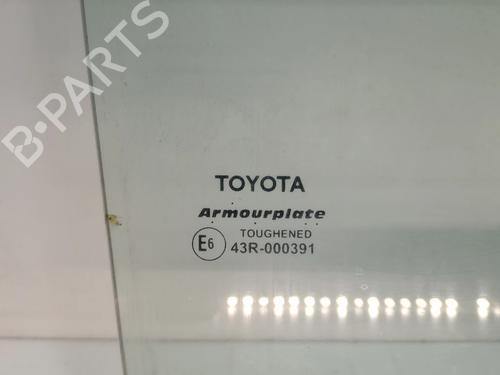 B-PARTS
TOYOTA
Armourplate
TOUGHENED
E6 43R-000391